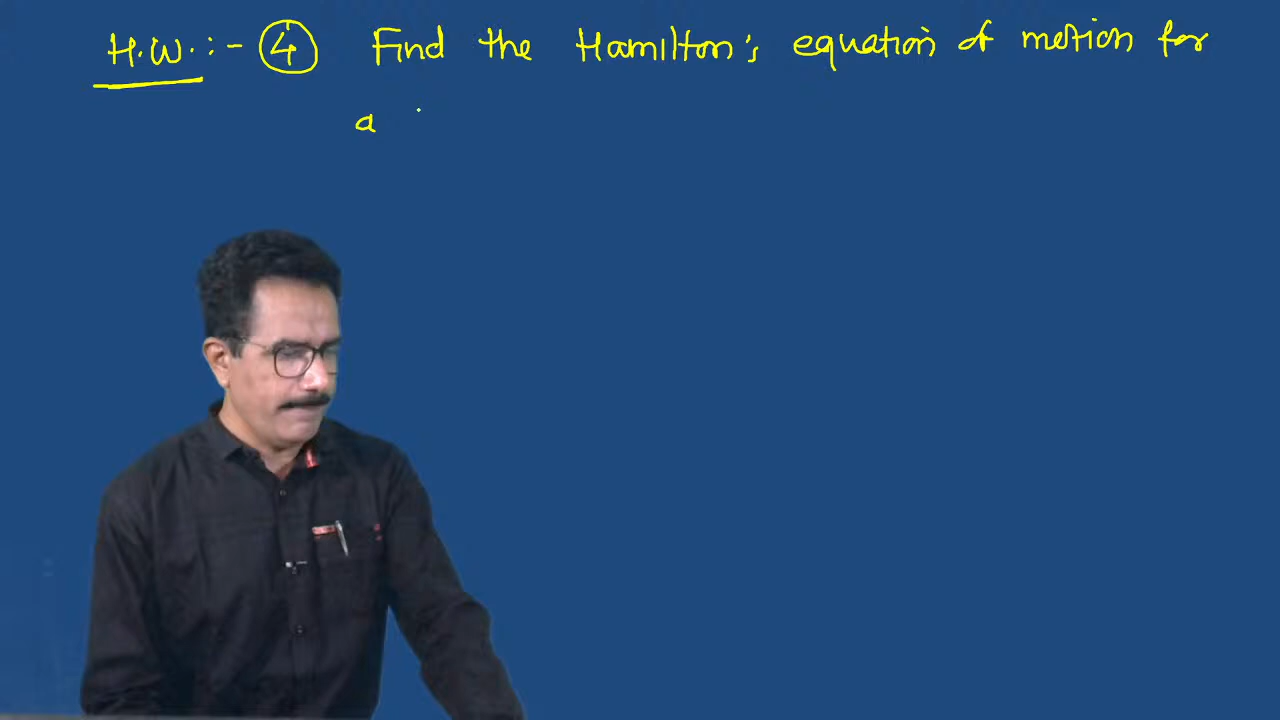 H.W. :- ④ Find the Hamilton's equation of motion for
a